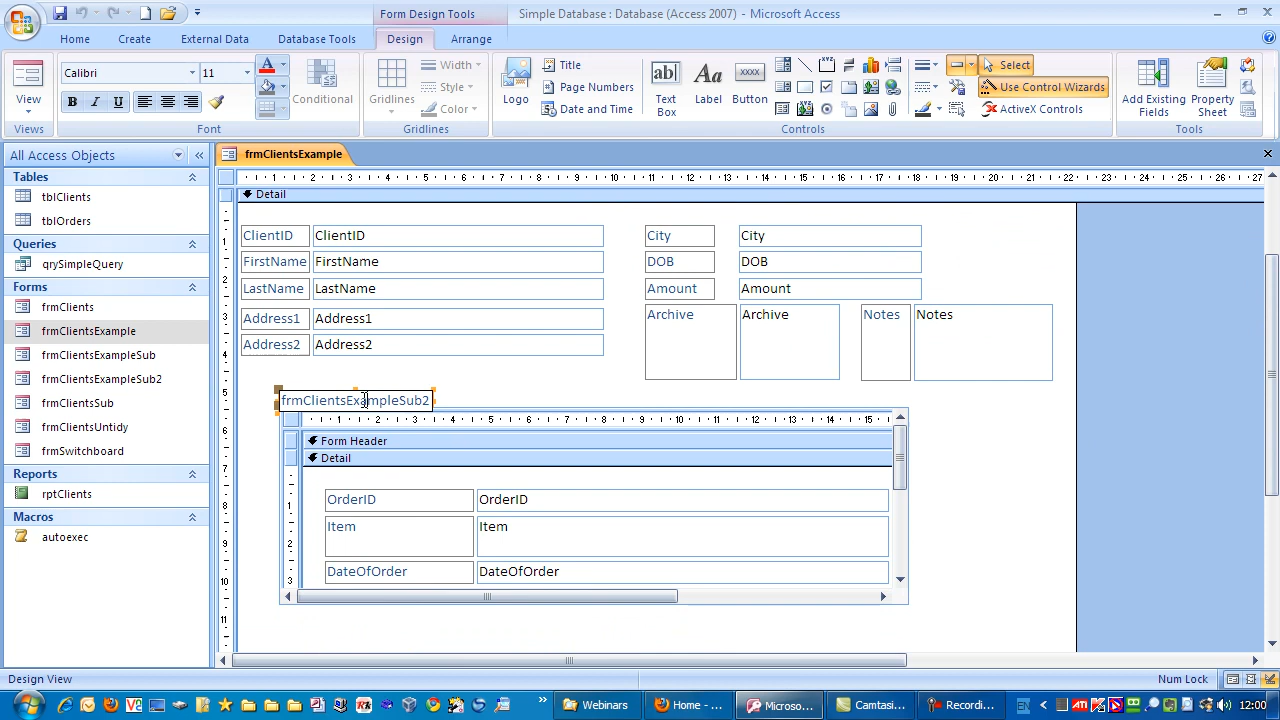 Form Design Tools
Simple Database : Database (Access 2007) - Microsoft Access
Home
Create
External Data
Database Tools
Design
Arrange
Calibri
11
Width
Style
Color
View
Conditional
Gridlines
Logo
Title
Page Numbers
Date and Time
Text Box
Label
Button
Select
Use Control Wizards
ActiveX Controls
Add Existing Fields
Property Sheet
Views
Font
Gridlines
Controls
Tools
All Access Objects
Tables
tblClients
tblOrders
Queries
qrySimpleQuery
Forms
frmClients
frmClientsExample
frmClientsExampleSub
frmClientsExampleSub2
frmClientsSub
frmClientsUntidy
frmSwitchboard
Reports
rptClients
Macros
autoexec
frmClientsExample
Detail
ClientID ClientID
FirstName FirstName
LastName LastName
Address1 Address1
Address2 Address2
City City
DOB DOB
Amount Amount
Archive Archive
Notes Notes
frmClientsExampleSub2
Form Header
Detail
OrderID OrderID
Item Item
DateOfOrder DateOfOrder
Design View
Num Lock
Webinars
Home - ...
Microso...
Camtasi...
Recordi...
EN
12:00